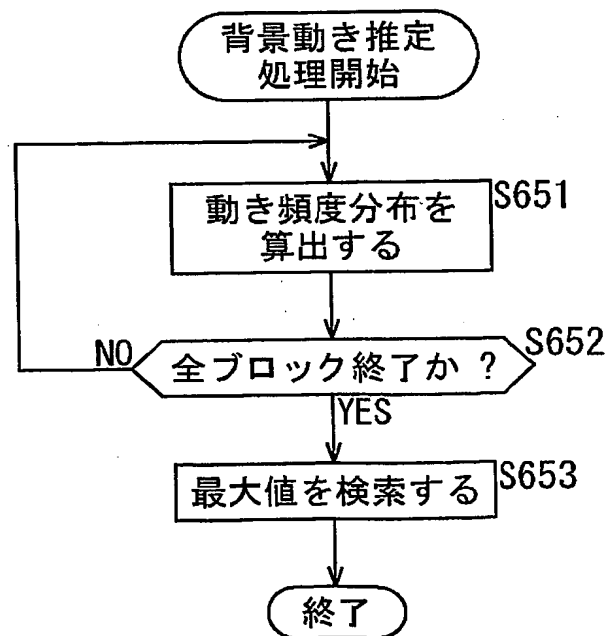 背景動き推定
処理開始
動き頻度分布を
算出する
S651
全ブロック終了か ?
S652
NO
YES
最大値を検索する
S653
終了